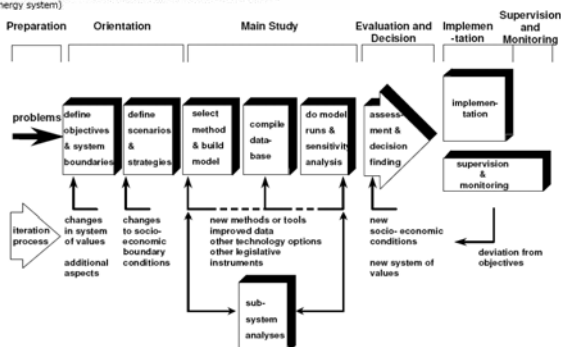 nergy system)
Preparation
Orientation
Main Study
Evaluation and
Decision
Implemen
-tation
Supervision
and
Monitoring
problems
define
objectives
& system
boundaries
define
scenarios
&
strategies
select
method
& build
model
compile
data-
base
do model
runs &
sensitivity
analysis
assess-
ment &
decision
finding
implemen-
tation
supervision
&
monitoring
iteration
process
changes
in system
of values
additional
aspects
changes
to socio-
economic
boundary
conditions
new methods or tools
improved data
other technology options
other legislative
instruments
new
socio- economic
conditions
new system of
values
deviation from
objectives
sub-
system
analyses